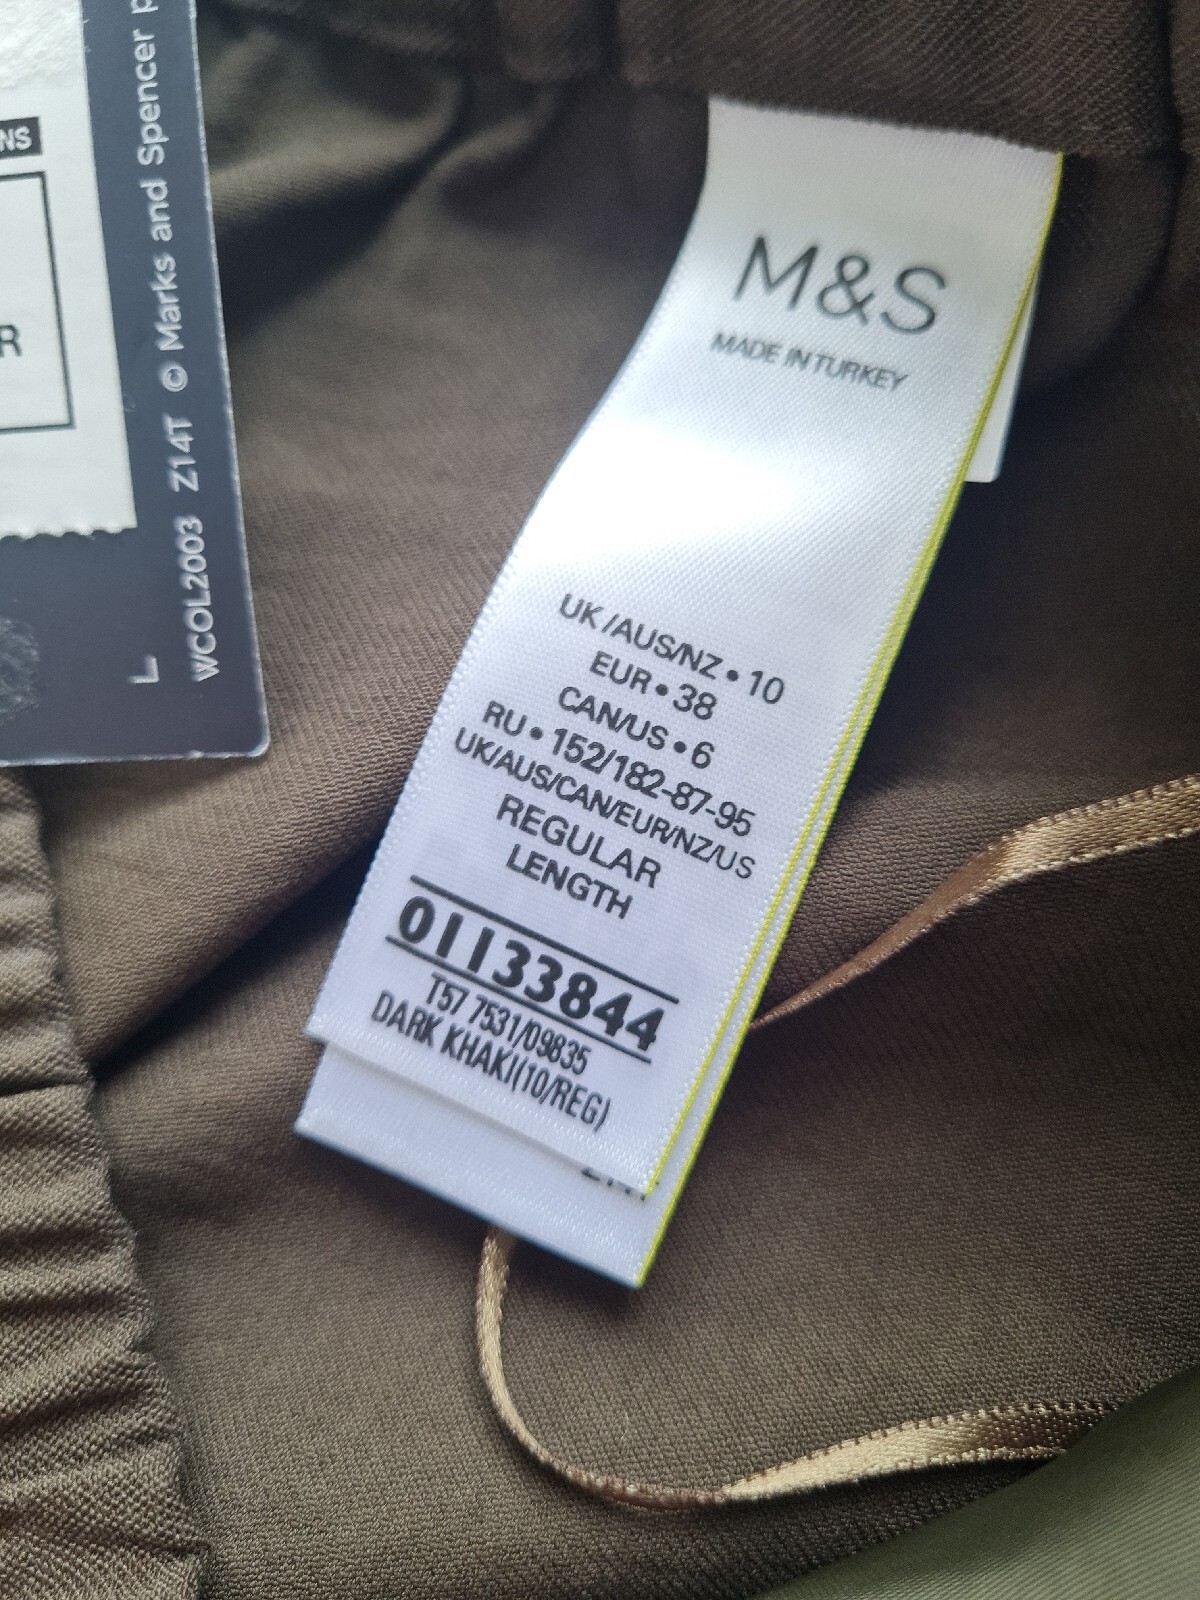 NS
R
© Marks and Spencer p
WCOL2003 Z14T
L
M&S
MADE IN TURKEY
UK/AUS/NZ • 10
EUR • 38
CAN/US • 6
RU • 152/182-87-95
UK/AUS/CAN/EUR/NZ/US
REGULAR
LENGTH
01133844
T57 7531/09835
DARK KHAKI(10/REG)